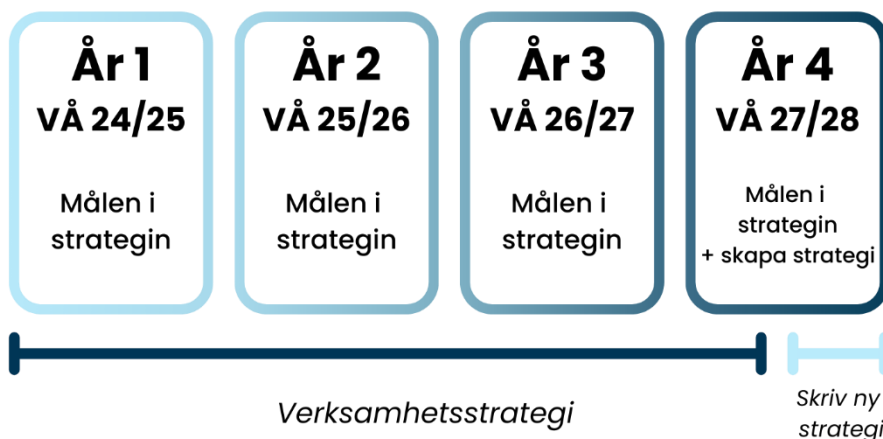 År 1
VÅ 24/25
Målen i
strategin
År 2
VÅ 25/26
Målen i
strategin
År 3
VÅ 26/27
Målen i
strategin
År 4
VÅ 27/28
Målen i
strategin
+ skapa strategi
Verksamhetsstrategi
Skriv ny
strategi